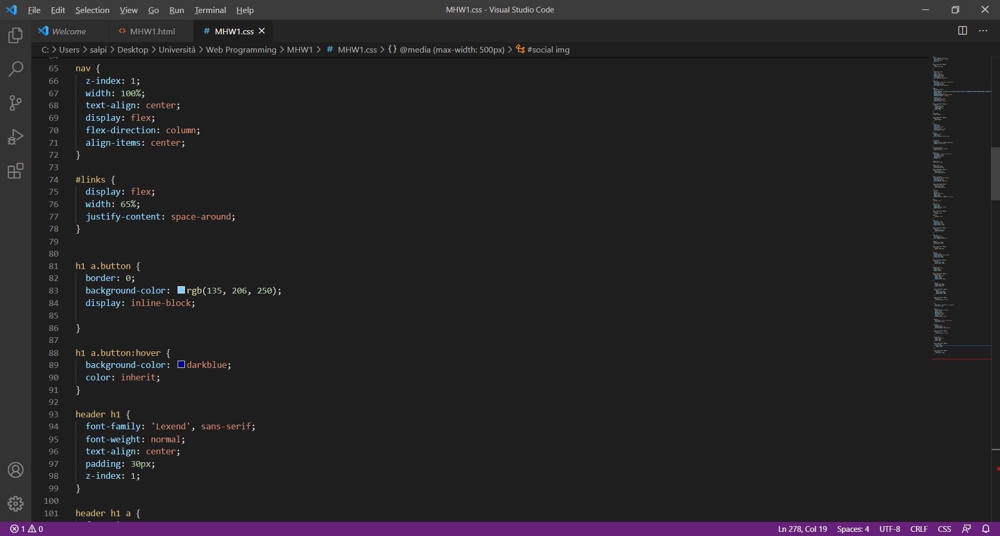 File Edit Selection View Go Run Terminal Help MHW1.css - Visual Studio Code
Welcome <> MHW1.html # MHW1.css
C: > Users > salpi > Desktop > Università > Web Programming > MHW1 > # MHW1.css > {} @media (max-width: 500px) > #social img
65 nav {
66 z-index: 1;
67 width: 100%;
68 text-align: center;
69 display: flex;
70 flex-direction: column;
71 align-items: center;
72 }
73
74 #links {
75 display: flex;
76 width: 65%;
77 justify-content: space-around;
78 }
79
80
81 h1 a.button {
82 border: 0;
83 background-color: rgb(135, 206, 250);
84 display: inline-block;
85
86 }
87
88 h1 a.button:hover {
89 background-color: darkblue;
90 color: inherit;
91 }
92
93 header h1 {
94 font-family: 'Lexend', sans-serif;
95 font-weight: normal;
96 text-align: center;
97 padding: 30px;
98 z-index: 1;
99 }
100
101 header h1 a {
1 0 Ln 278, Col 19 Spaces: 4 UTF-8 CRLF CSS